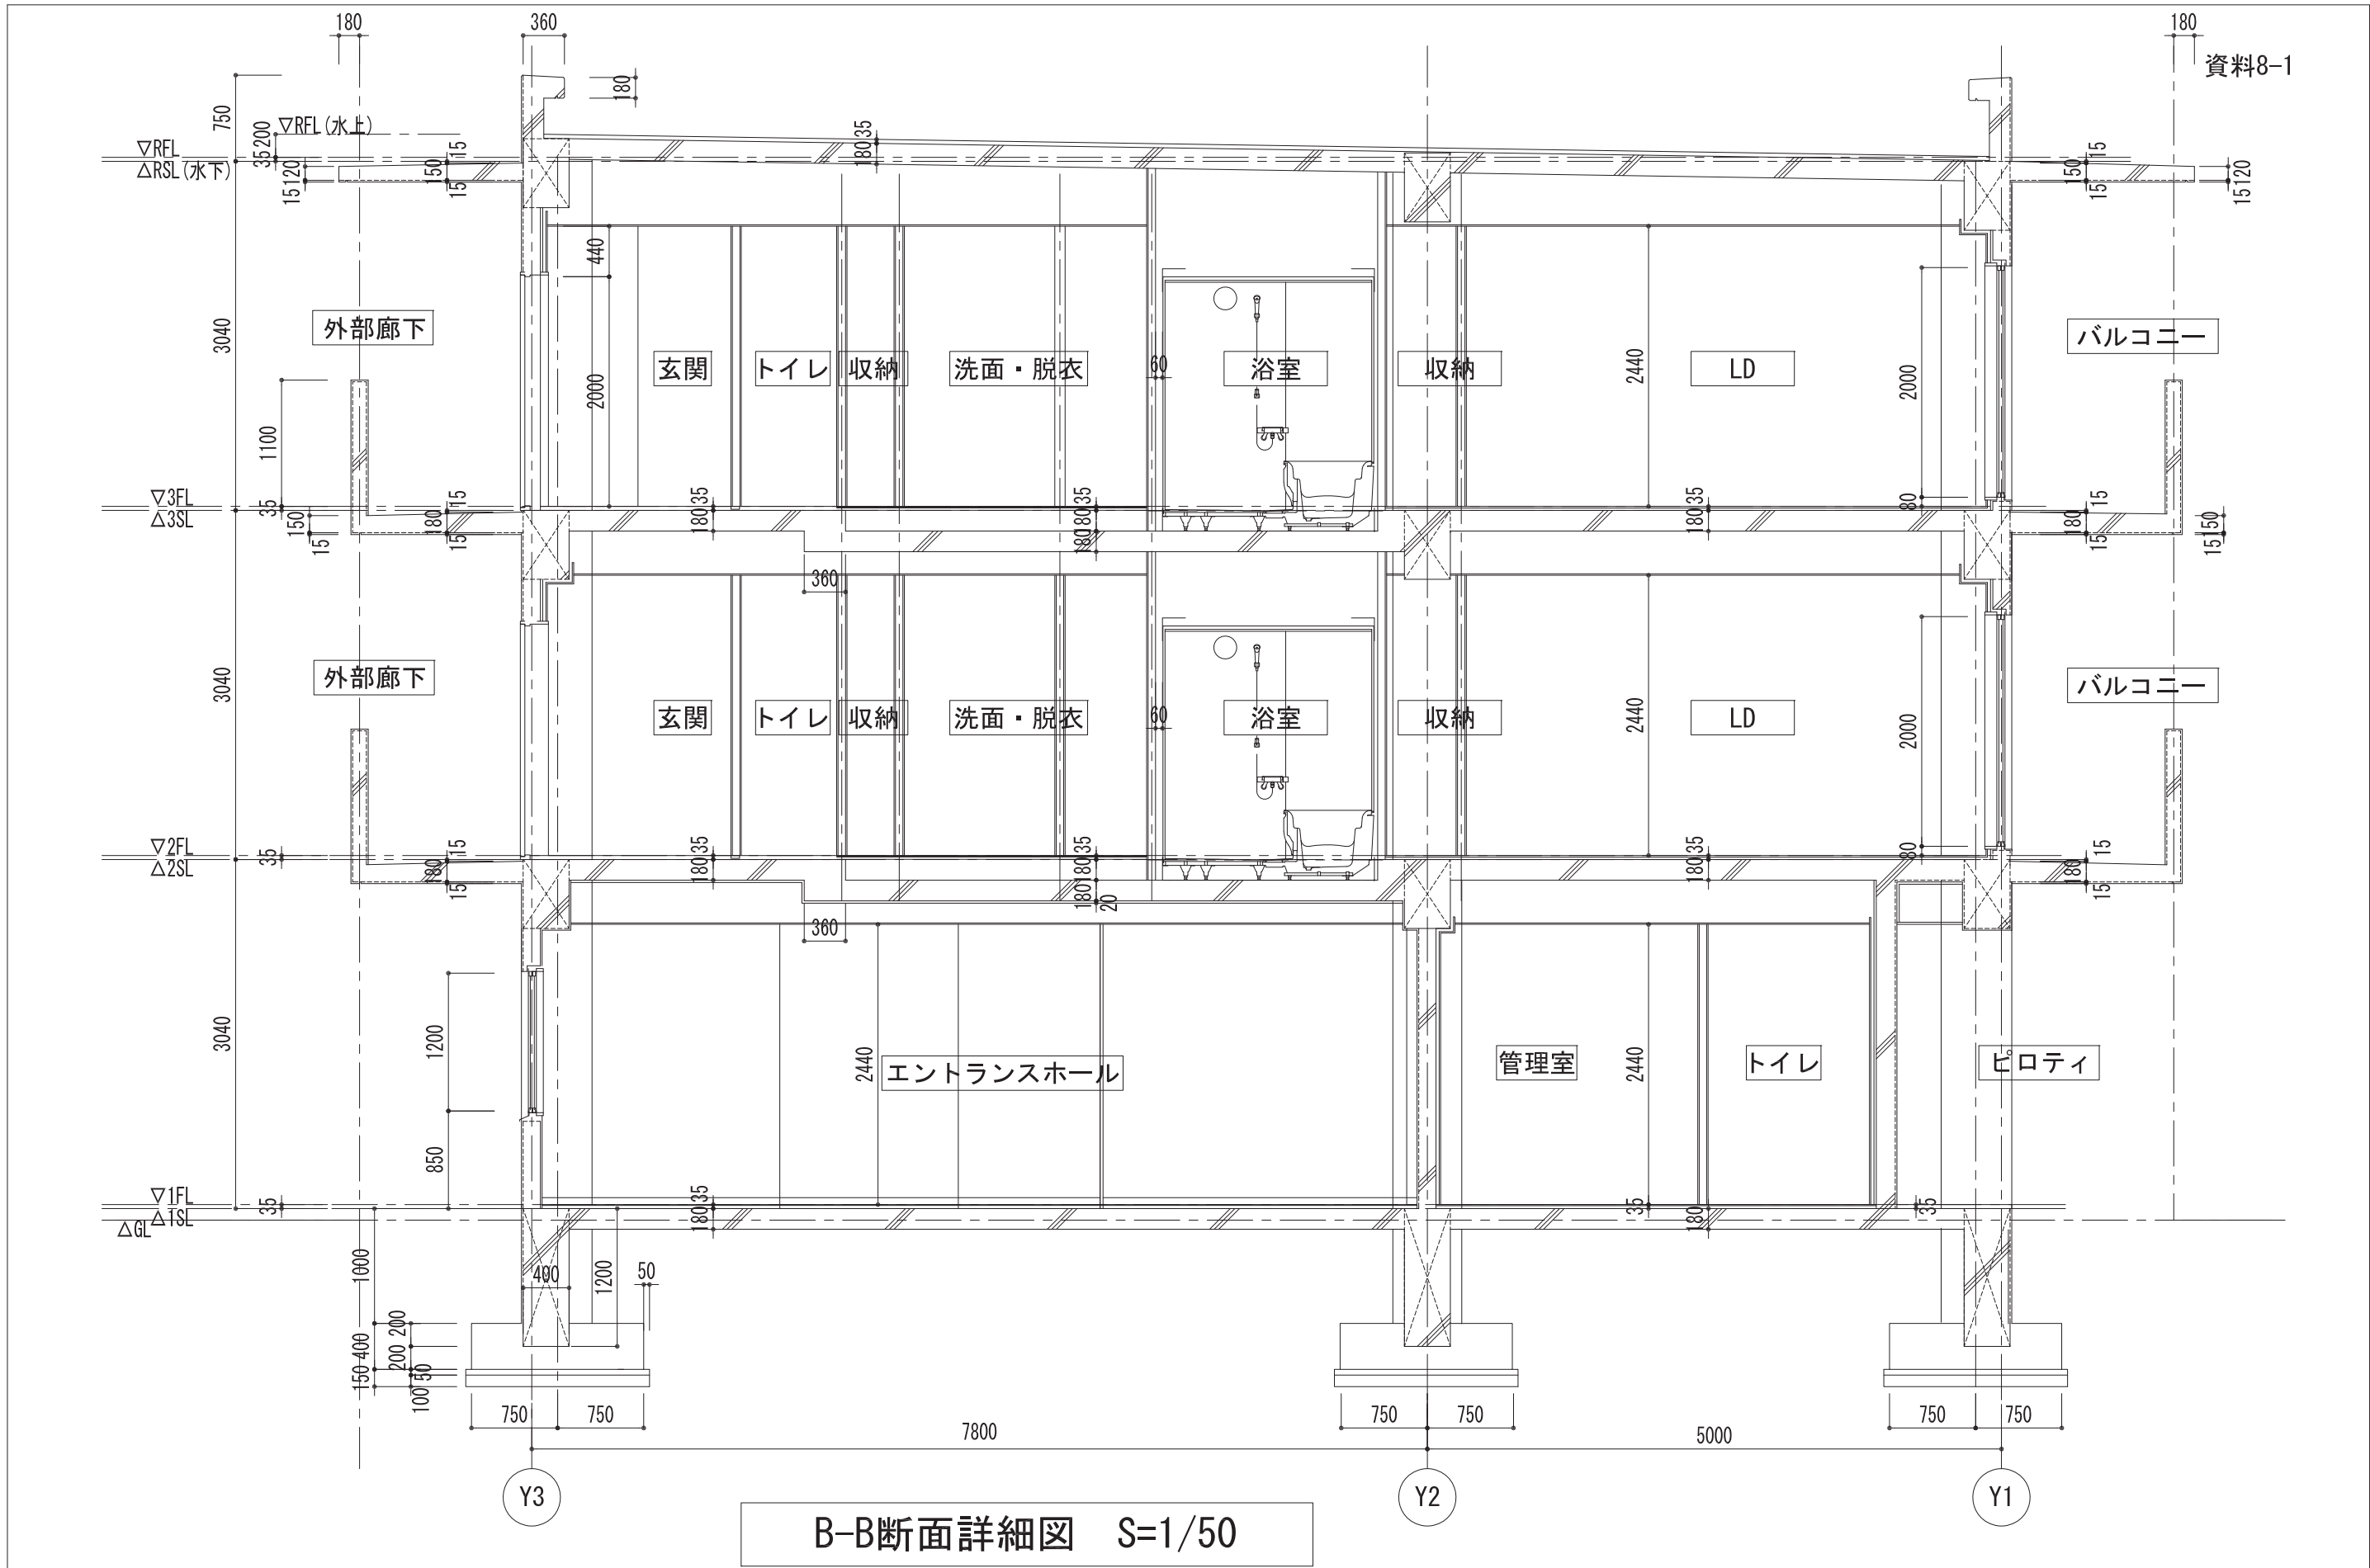 180
360
180
資料8-1
750
180
▽RFL(水上)
200
35
▽RFL
△RSL(水下)
35
15
120
15
150
15
180
35
15
150
15
120
15
3040
440
2000
外部廊下
玄関
トイレ
収納
洗面・脱衣
60
浴室
収納
2440
LD
2000
バルコニー
1100
▽3FL
△3SL
35
150
15
15
180
15
35
180
35
180
180
35
180
80
15
180
15
150
15
360
3040
外部廊下
玄関
トイレ
収納
洗面・脱衣
60
浴室
収納
2440
LD
2000
バルコニー
▽2FL
△2SL
35
15
180
15
35
180
35
180
180
20
35
180
80
15
180
15
360
3040
1200
850
2440
エントランスホール
管理室
2440
トイレ
ピロティ
▽1FL
△1SL
△GL
35
35
180
35
180
35
1000
400
1200
50
200
400
200
150
50
100
750
750
750
750
750
750
7800
5000
Y3
Y2
Y1
B-B断面詳細図 S=1/50